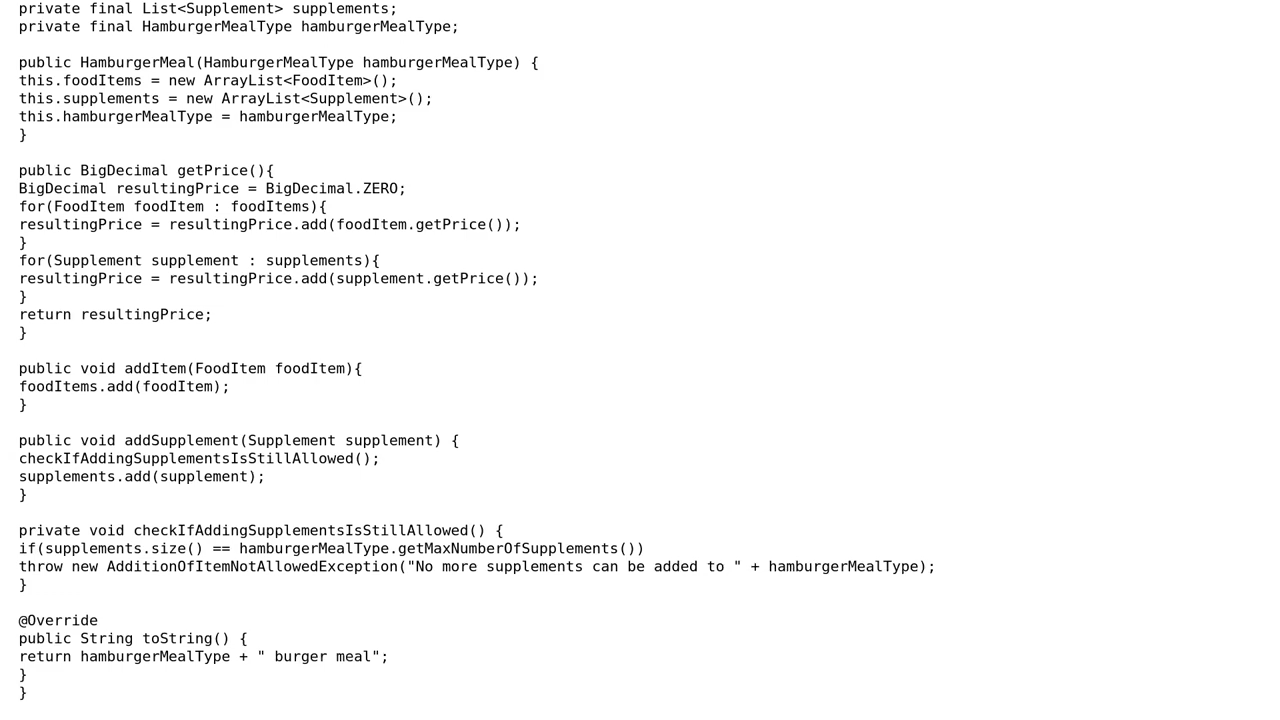 private final List<Supplement> supplements;
private final HamburgerMealType hamburgerMealType;

public HamburgerMeal(HamburgerMealType hamburgerMealType) {
this.foodItems = new ArrayList<FoodItem>();
this.supplements = new ArrayList<Supplement>();
this.hamburgerMealType = hamburgerMealType;
}

public BigDecimal getPrice(){
BigDecimal resultingPrice = BigDecimal.ZERO;
for(FoodItem foodItem : foodItems){
resultingPrice = resultingPrice.add(foodItem.getPrice());
}
for(Supplement supplement : supplements){
resultingPrice = resultingPrice.add(supplement.getPrice());
}
return resultingPrice;
}

public void addItem(FoodItem foodItem){
foodItems.add(foodItem);
}

public void addSupplement(Supplement supplement) {
checkIfAddingSupplementsIsStillAllowed();
supplements.add(supplement);
}

private void checkIfAddingSupplementsIsStillAllowed() {
if(supplements.size() == hamburgerMealType.getMaxNumberOfSupplements())
throw new AdditionOfItemNotAllowedException("No more supplements can be added to " + hamburgerMealType);
}

@Override
public String toString() {
return hamburgerMealType + " burger meal";
}
}